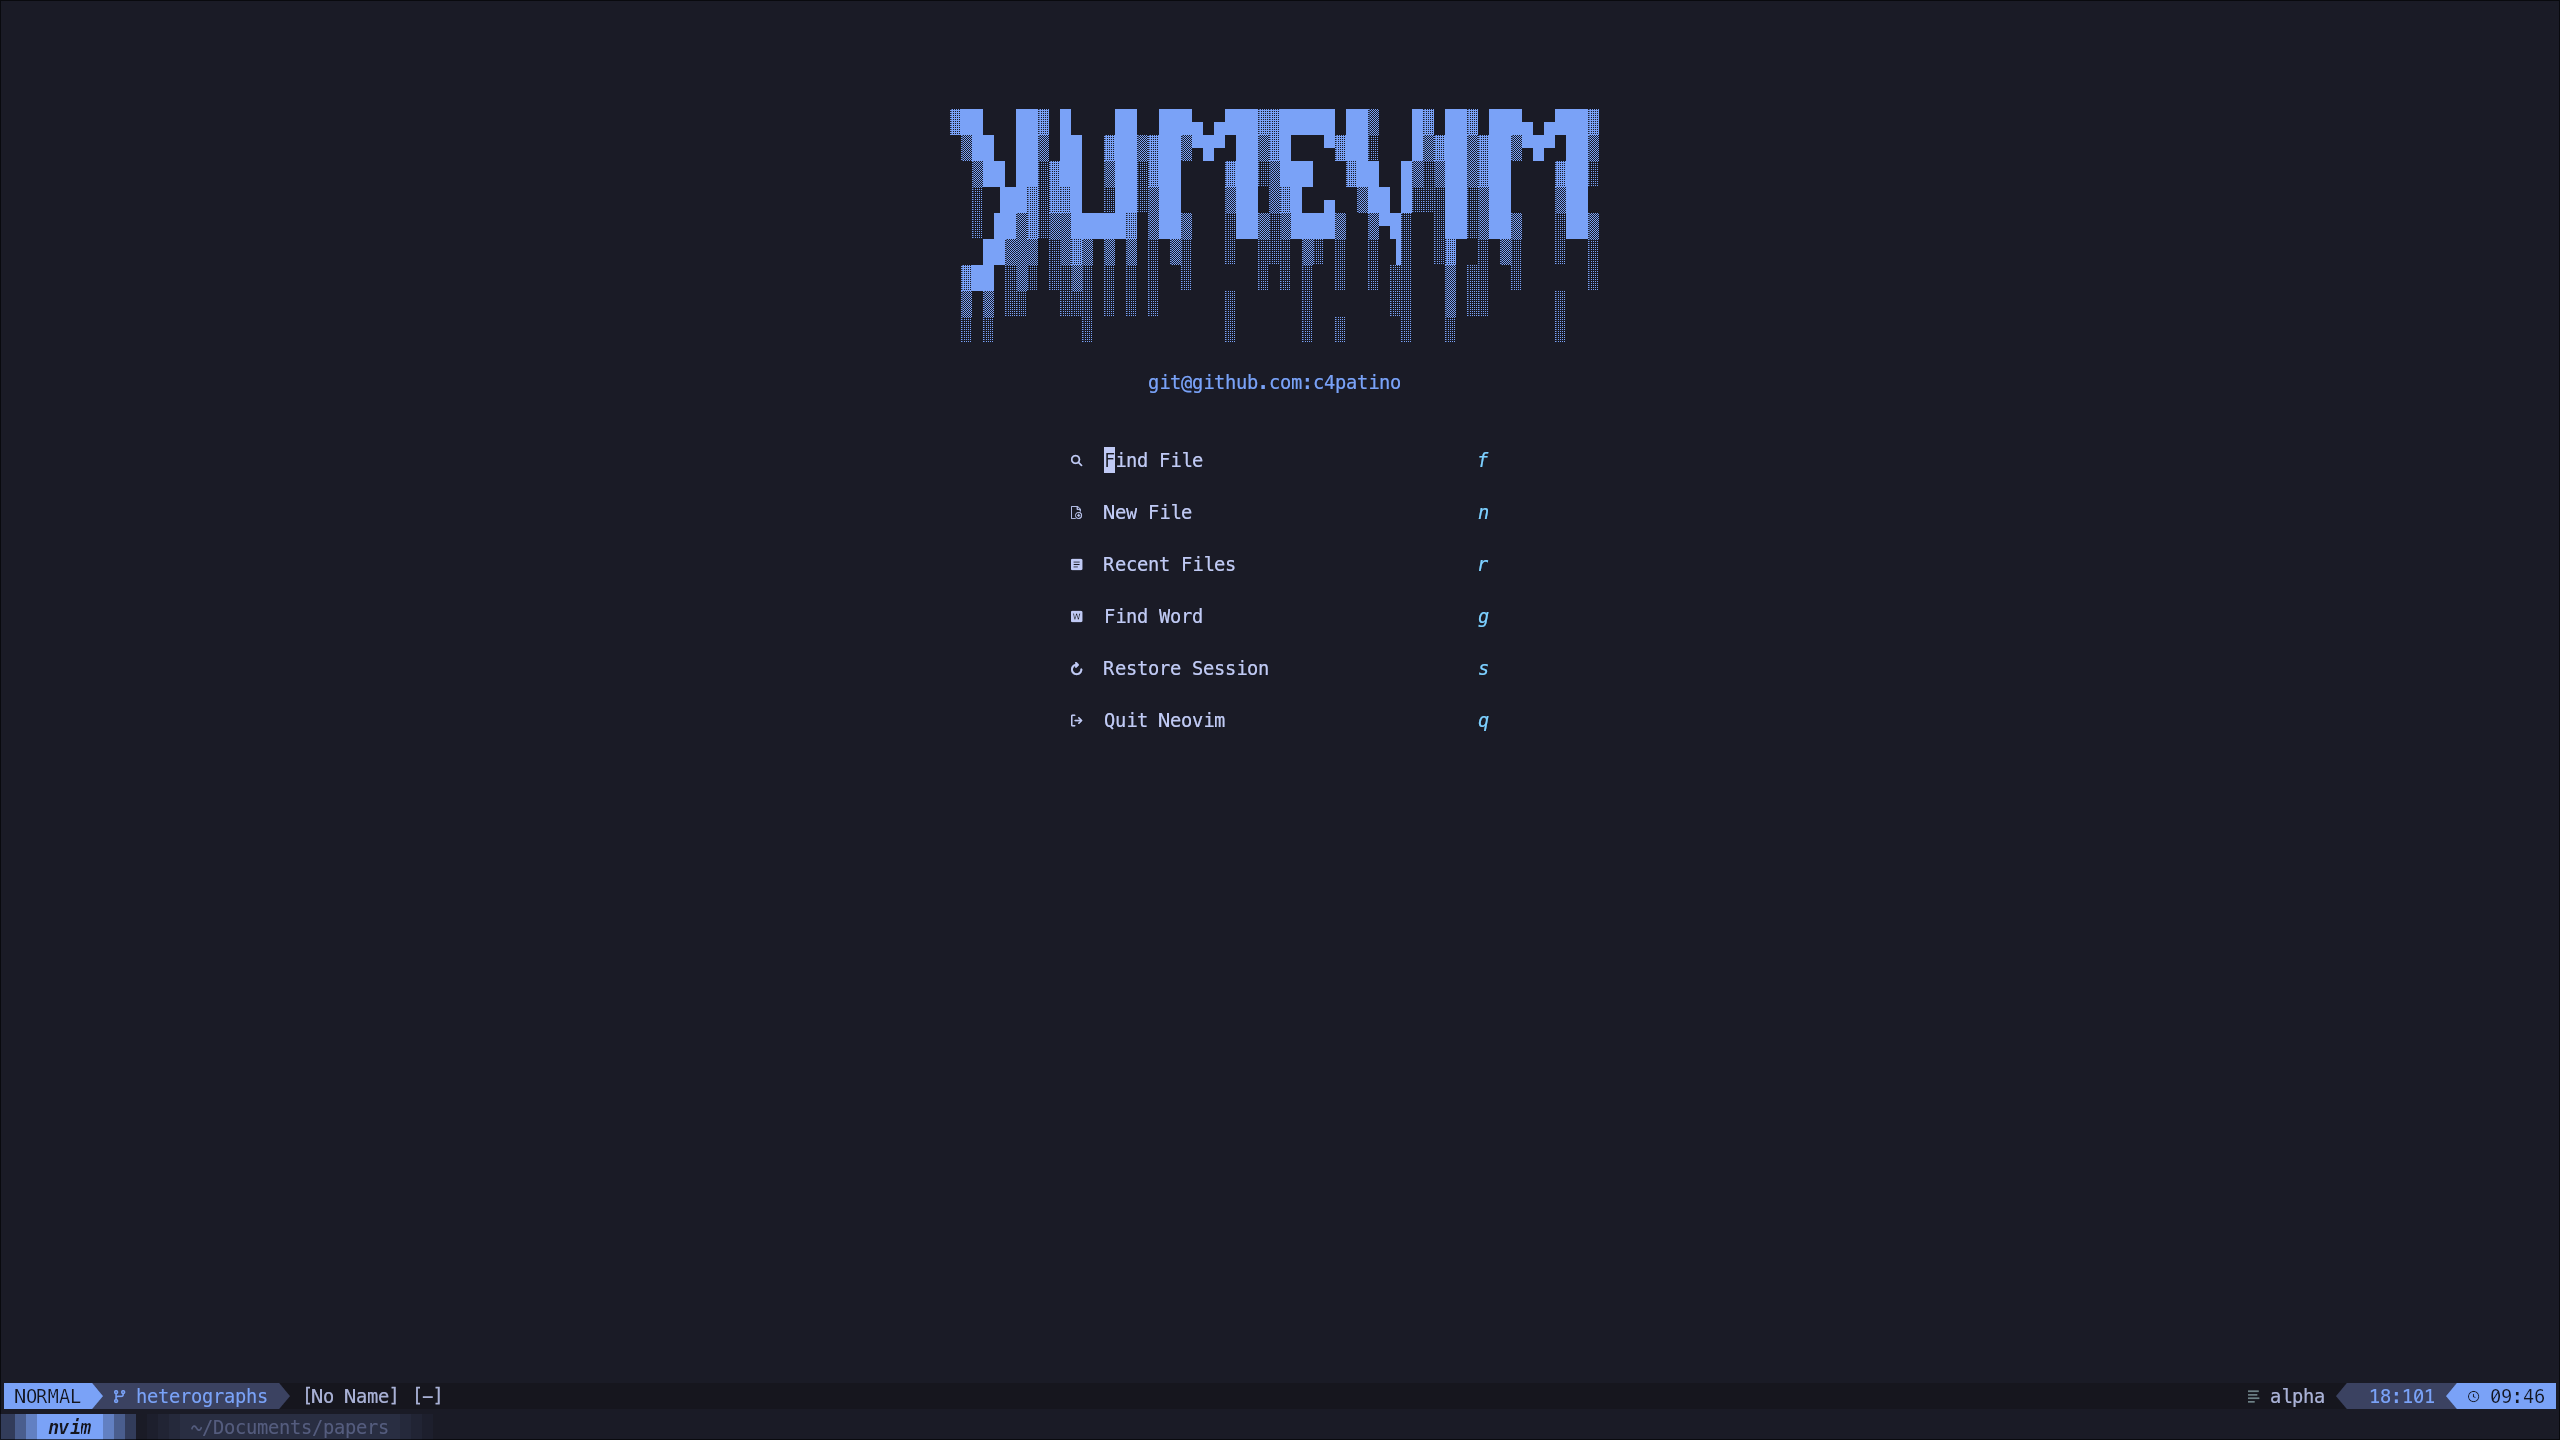 git@github.com:c4patino
Find File f
New File n
Recent Files r
Find Word g
Restore Session s
Quit Neovim q
NORMAL heterographs [No Name] [-] alpha 18:101 09:46
nvim ~/Documents/papers